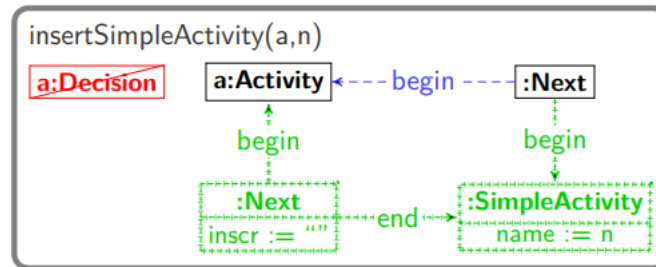 insertSimpleActivity(a,n)
a:Decision a:Activity begin :Next
begin begin
:Next :SimpleActivity
inscr := “” end name := n